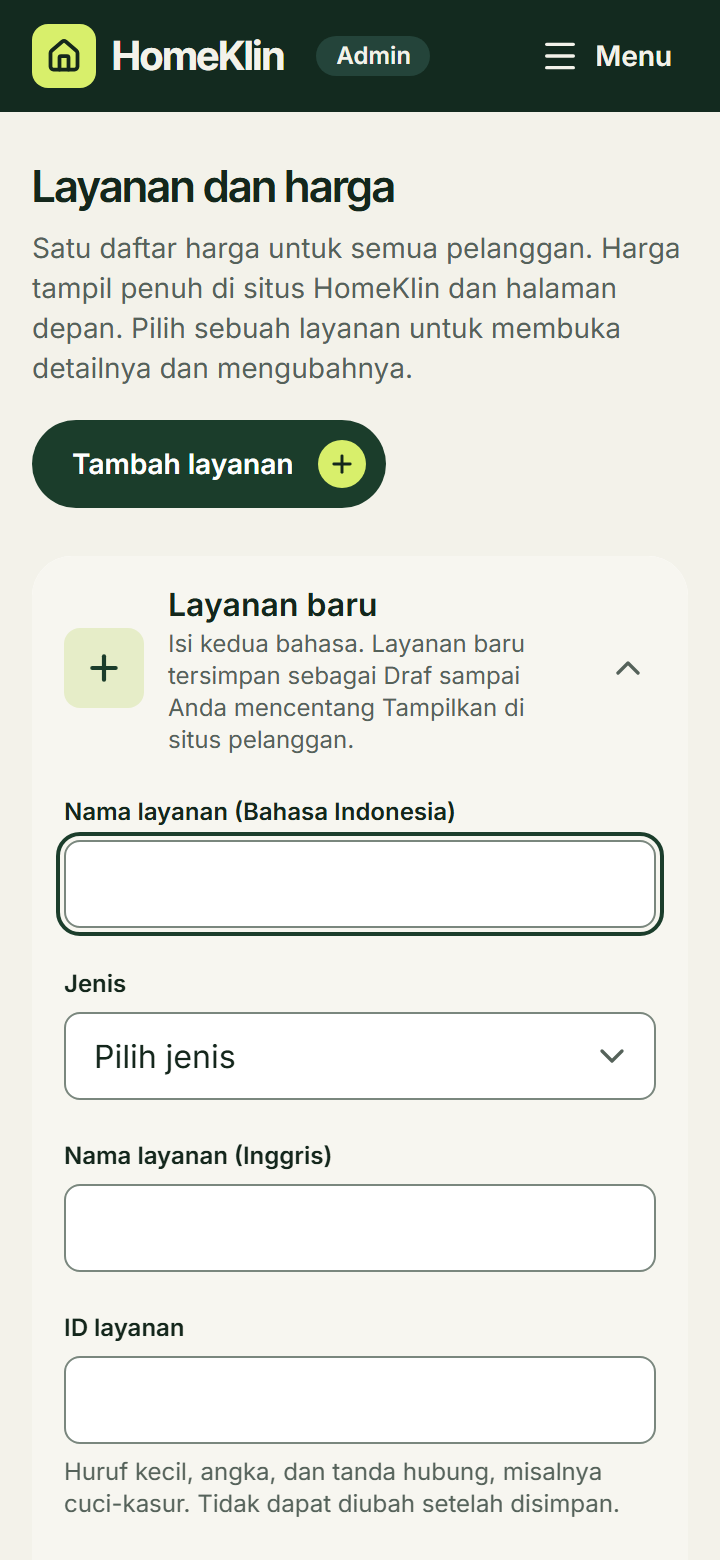 HomeKlin
Admin
Menu
Layanan dan harga
Satu daftar harga untuk semua pelanggan. Harga
tampil penuh di situs HomeKlin dan halaman
depan. Pilih sebuah layanan untuk membuka
detailnya dan mengubahnya.
Tambah layanan
Layanan baru
Isi kedua bahasa. Layanan baru
tersimpan sebagai Draf sampai
Anda mencentang Tampilkan di
situs pelanggan.
Nama layanan (Bahasa Indonesia)
Jenis
Pilih jenis
Nama layanan (Inggris)
ID layanan
Huruf kecil, angka, dan tanda hubung, misalnya
cuci-kasur. Tidak dapat diubah setelah disimpan.